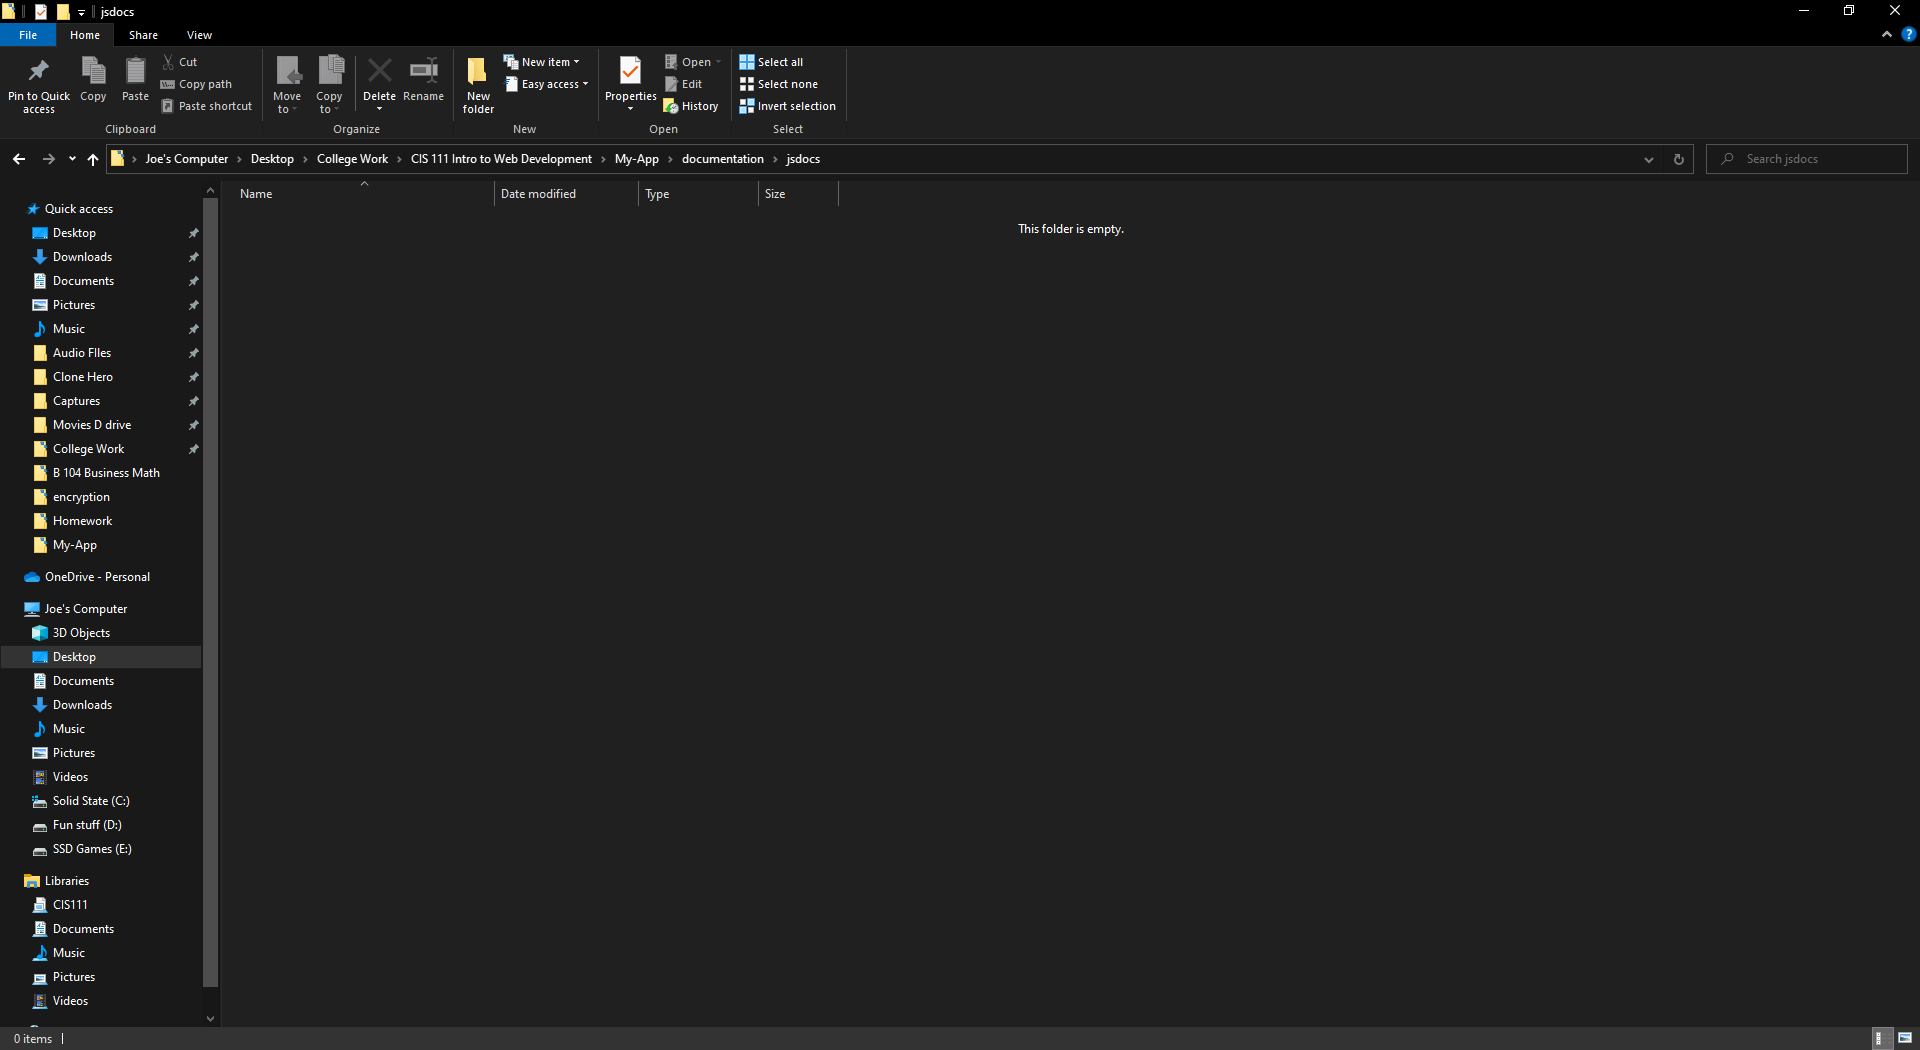 jsdocs
File Home Share View
Pin to Quick access
Copy
Paste
Cut
Copy path
Paste shortcut
Clipboard
Move to
Copy to
Delete
Rename
Organize
New folder
New item
Easy access
New
Properties
Open
Edit
History
Open
Select all
Select none
Invert selection
Select
Joe's Computer > Desktop > College Work > CIS 111 Intro to Web Development > My-App > documentation > jsdocs
Search jsdocs
Name Date modified Type Size
This folder is empty.
Quick access
Desktop
Downloads
Documents
Pictures
Music
Audio FIles
Clone Hero
Captures
Movies D drive
College Work
B 104 Business Math
encryption
Homework
My-App
OneDrive - Personal
Joe's Computer
3D Objects
Desktop
Documents
Downloads
Music
Pictures
Videos
Solid State (C:)
Fun stuff (D:)
SSD Games (E:)
Libraries
CIS111
Documents
Music
Pictures
Videos
0 items